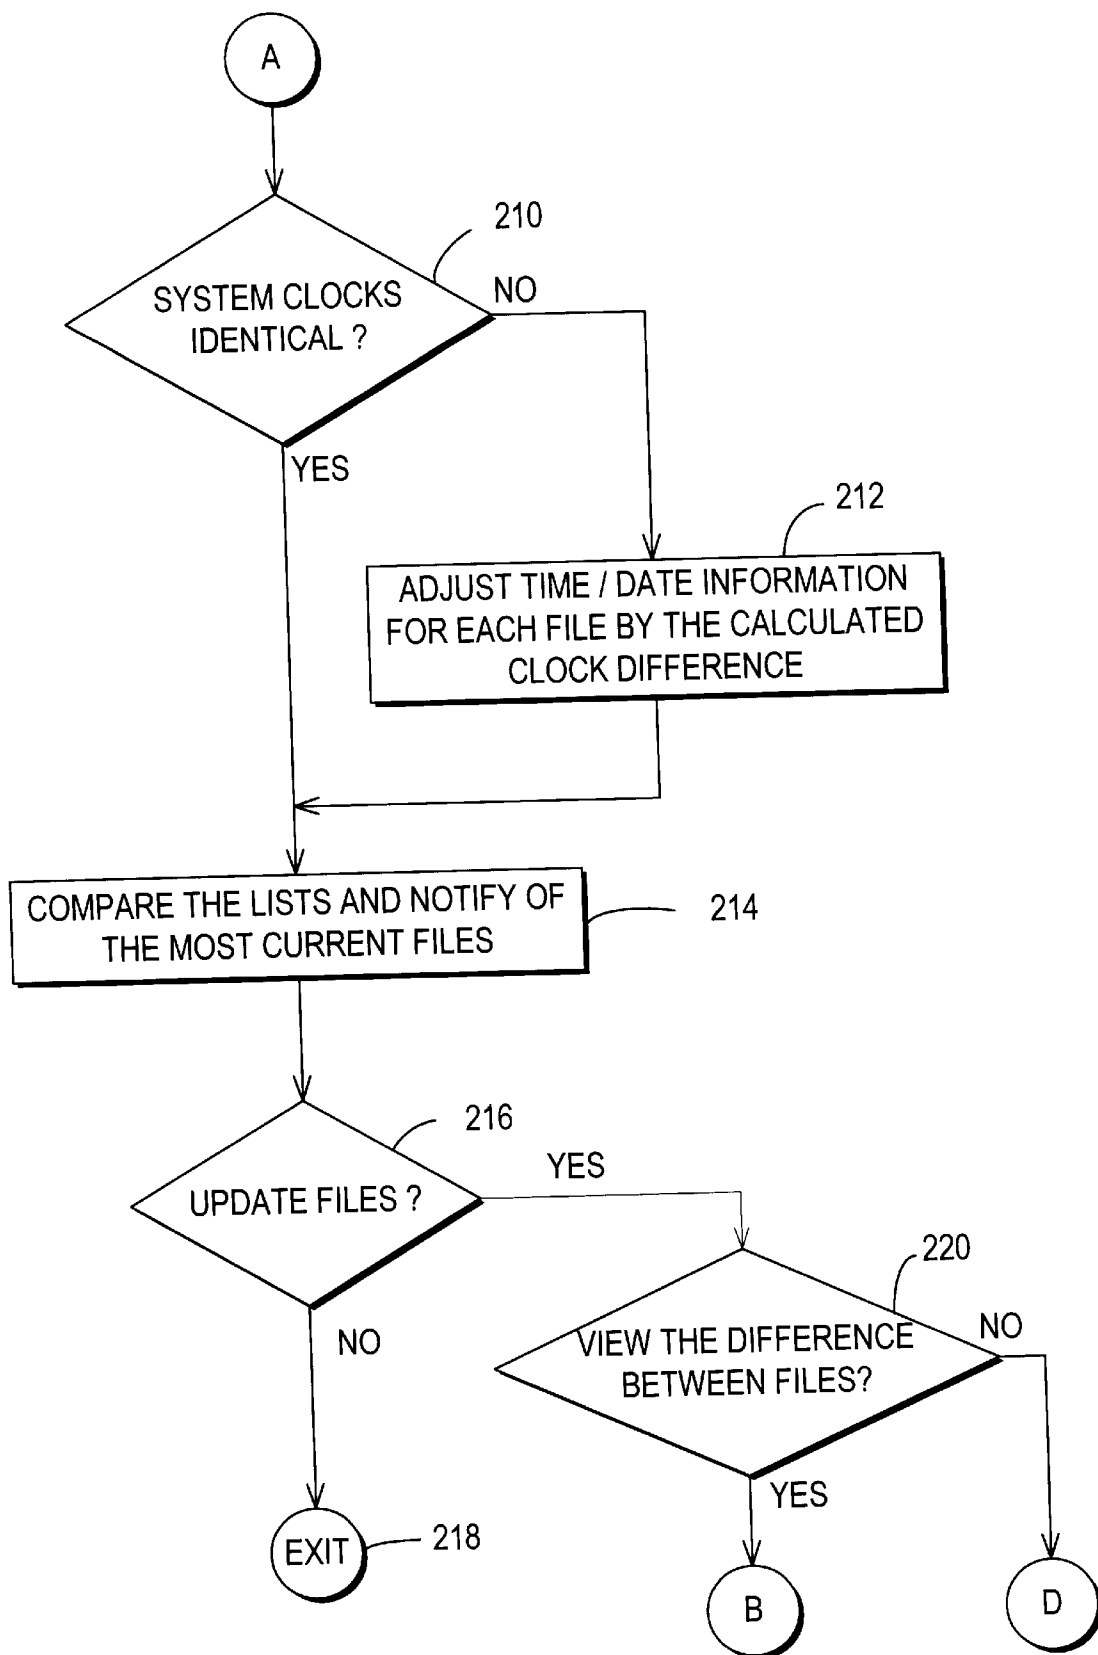 A
210
SYSTEM CLOCKS
IDENTICAL ?
NO
YES
212
ADJUST TIME / DATE INFORMATION
FOR EACH FILE BY THE CALCULATED
CLOCK DIFFERENCE
COMPARE THE LISTS AND NOTIFY OF
THE MOST CURRENT FILES
214
216
UPDATE FILES ?
YES
NO
220
VIEW THE DIFFERENCE
BETWEEN FILES?
NO
YES
EXIT
218
B
D